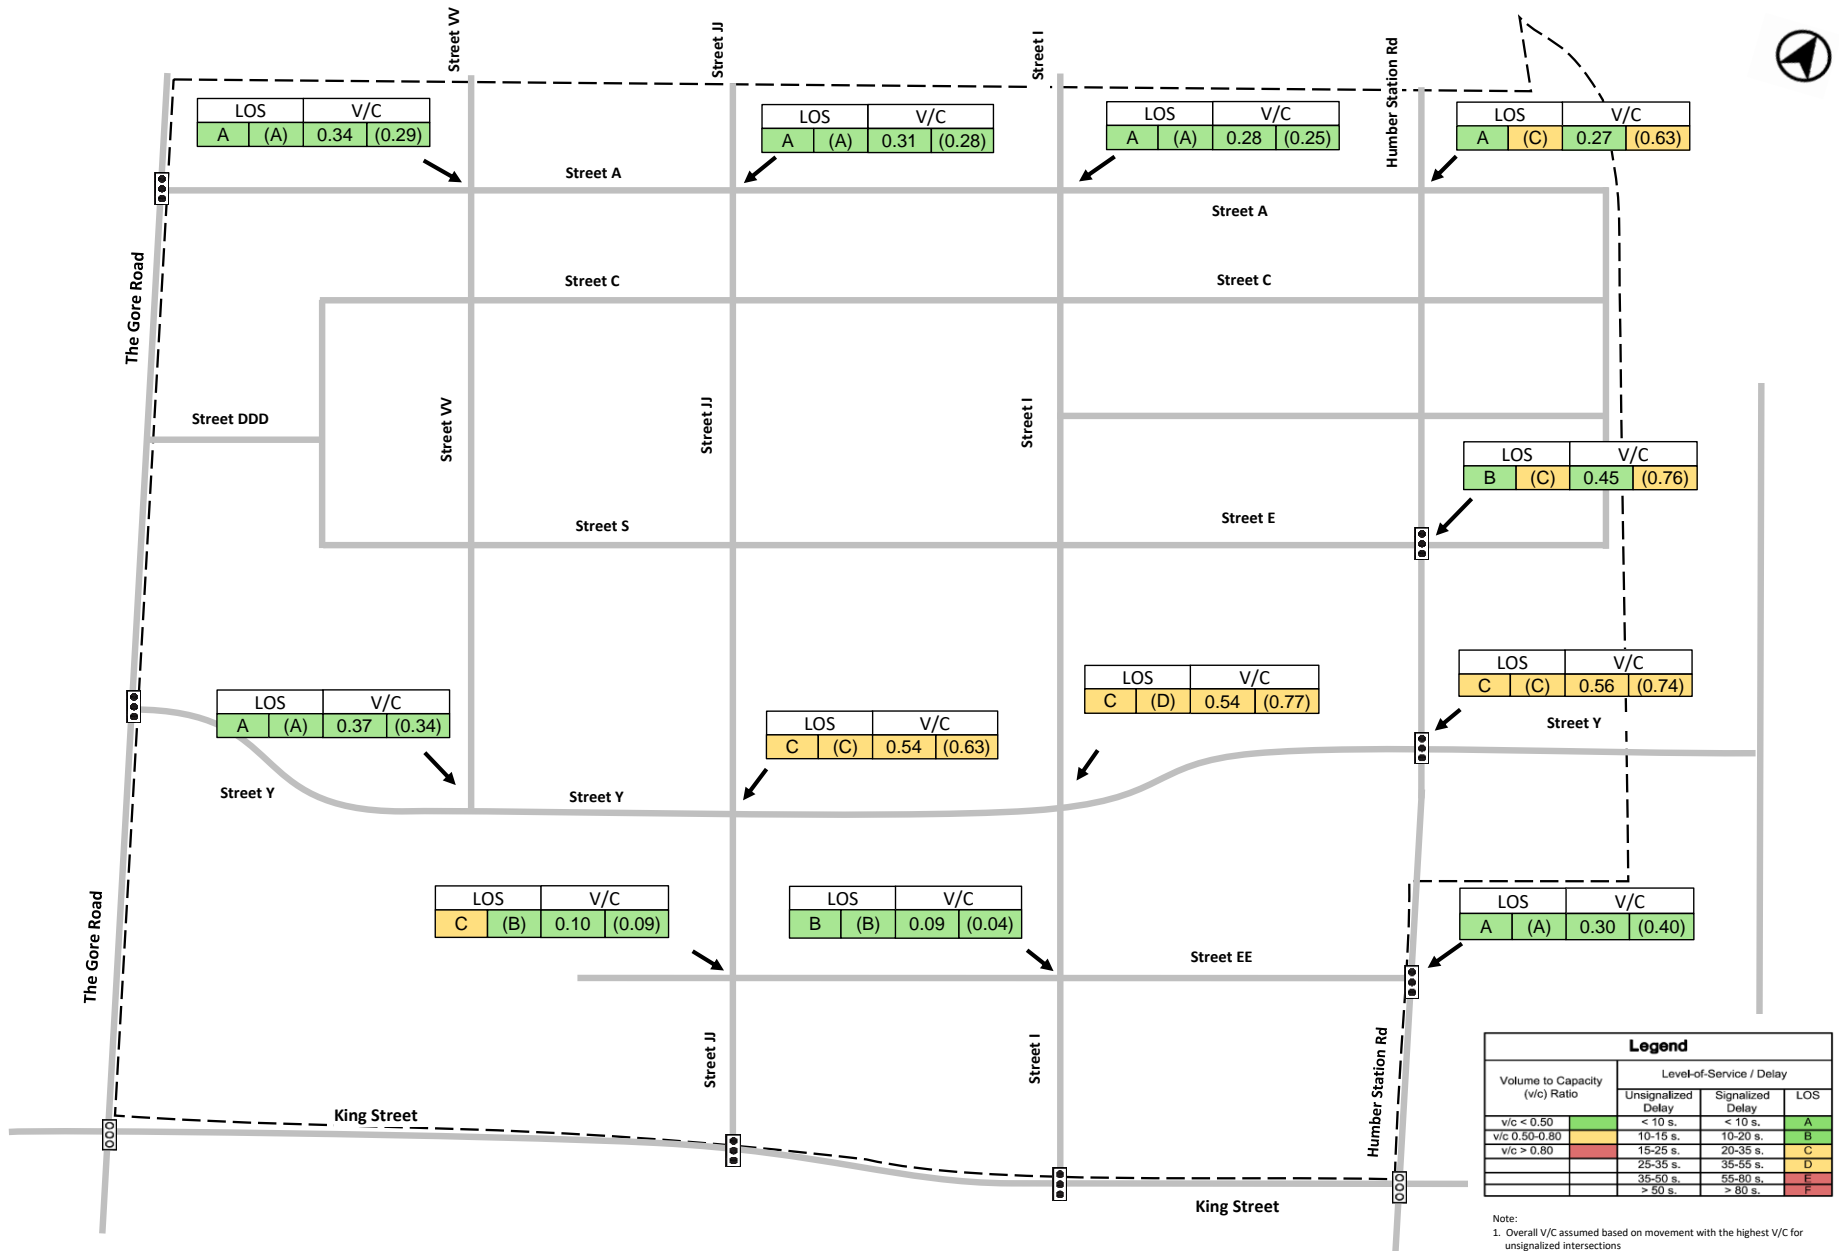 Street VV
Street JJ
Street I
Humber Station Rd
LOS V/C
A (A) 0.34 (0.29)
LOS V/C
A (A) 0.31 (0.28)
LOS V/C
A (A) 0.28 (0.25)
LOS V/C
A (C) 0.27 (0.63)
Street A
Street A
The Gore Road
Street C
Street C
Street DDD
Street VV
Street JJ
Street I
LOS V/C
B (C) 0.45 (0.76)
Street S
Street E
LOS V/C
A (A) 0.37 (0.34)
LOS V/C
C (C) 0.54 (0.63)
LOS V/C
C (D) 0.54 (0.77)
LOS V/C
C (C) 0.56 (0.74)
Street Y
Street Y
Street Y
LOS V/C
C (B) 0.10 (0.09)
LOS V/C
B (B) 0.09 (0.04)
LOS V/C
A (A) 0.30 (0.40)
The Gore Road
Street EE
Street JJ
Street I
Humber Station Rd
King Street
King Street
Legend
Volume to Capacity
(v/c) Ratio
Level-of-Service / Delay
Unsignalized
Delay
Signalized
Delay
LOS
v/c < 0.50 < 10 s. < 10 s. A
v/c 0.50-0.80 10-15 s. 10-20 s. B
v/c > 0.80 15-25 s. 20-35 s. C
25-35 s. 35-55 s. D
35-50 s. 55-80 s. E
> 50 s. > 80 s. F
Note:
1. Overall V/C assumed based on movement with the highest V/C for
unsignalized intersections